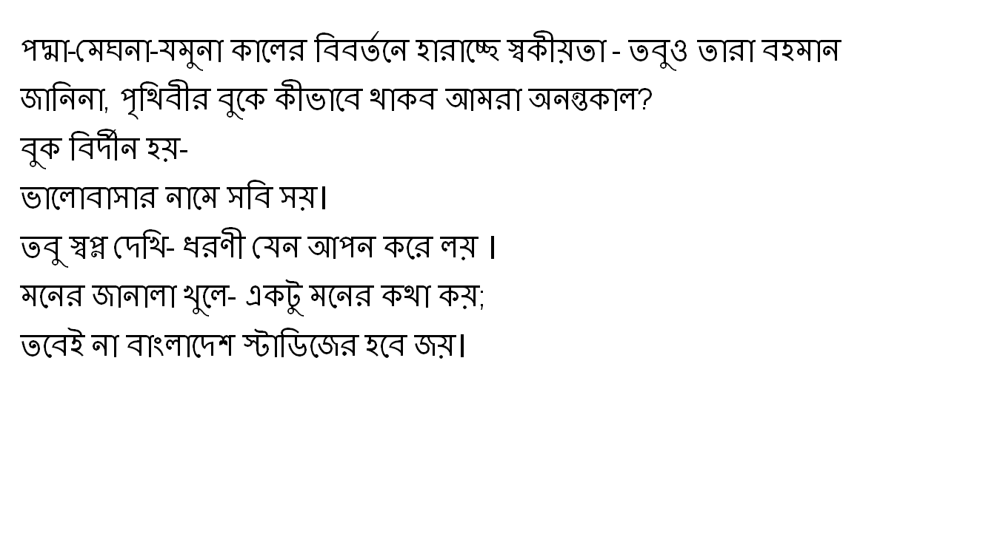 পদ্মা-মেঘনা-যমুনা কালের বিবর্তনে হারাচ্ছে স্বকীয়তা - তবুও তারা বহমান
জানিনা, পৃথিবীর বুকে কীভাবে থাকব আমরা অনন্তকাল?
বুক বির্দীন হয়-
ভালোবাসার নামে সবি সয়।
তবু স্বপ্ন দেখি- ধরণী যেন আপন করে লয় ।
মনের জানালা খুলে- একটু মনের কথা কয়;
তবেই না বাংলাদেশ স্টাডিজের হবে জয়।